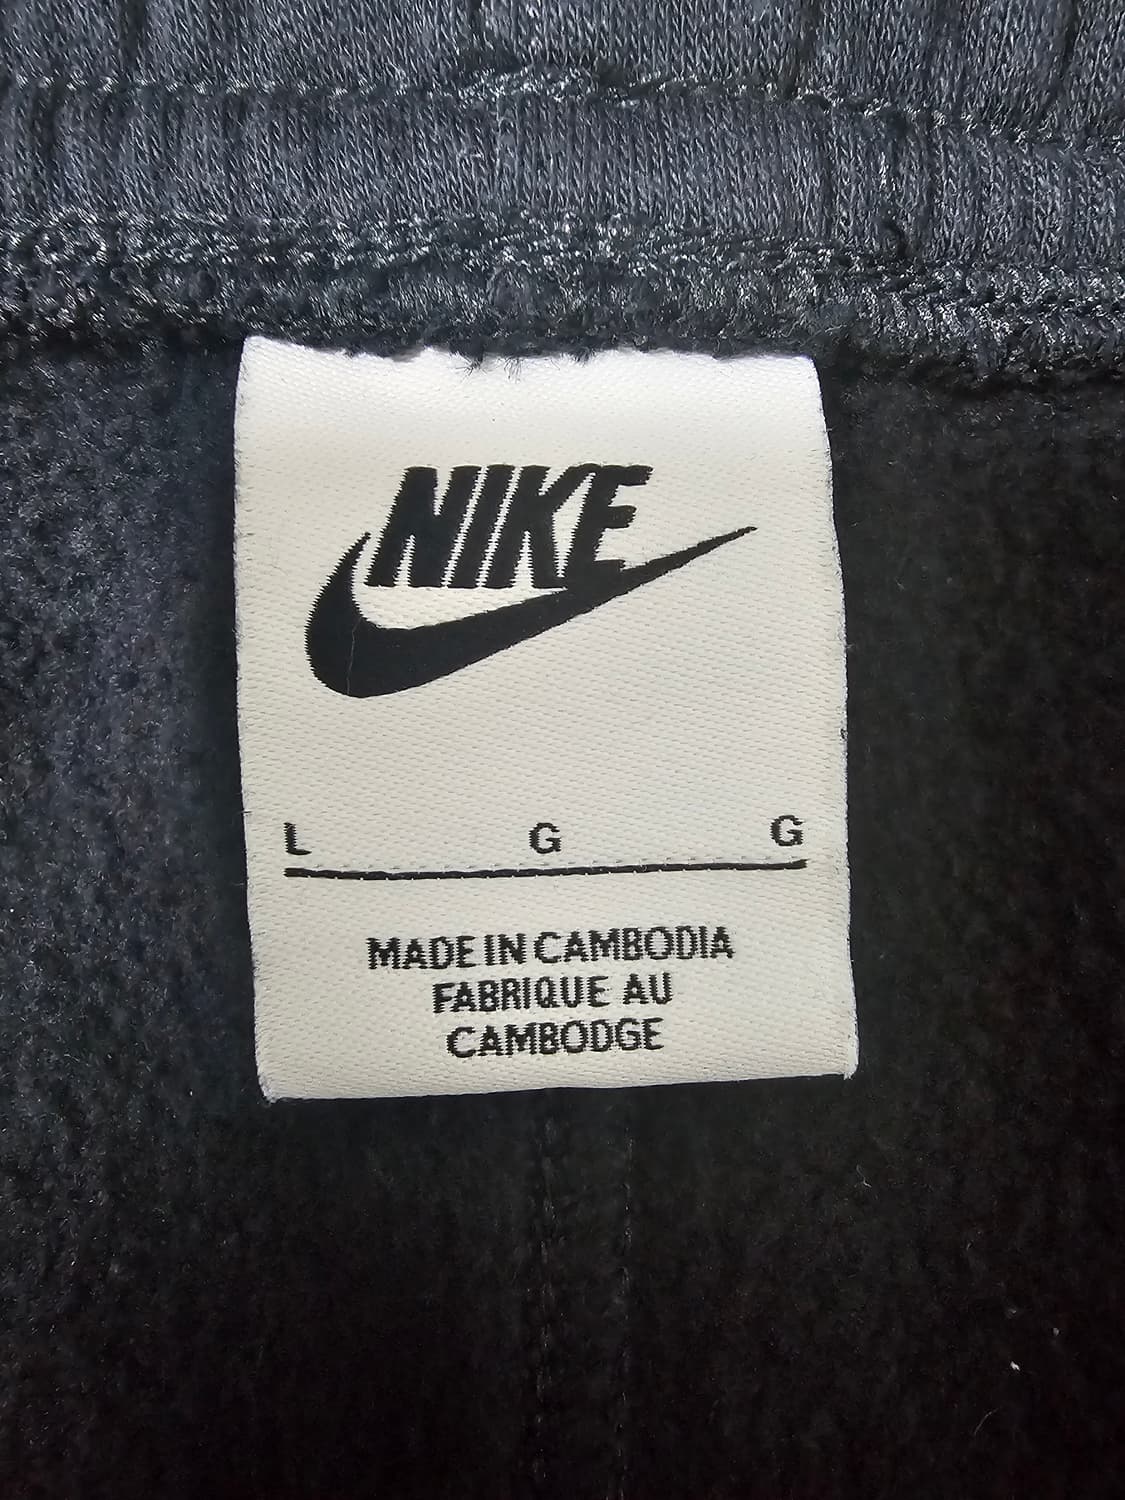 NIKE
L G G
MADE IN CAMBODIA
FABRIQUE AU
CAMBODGE